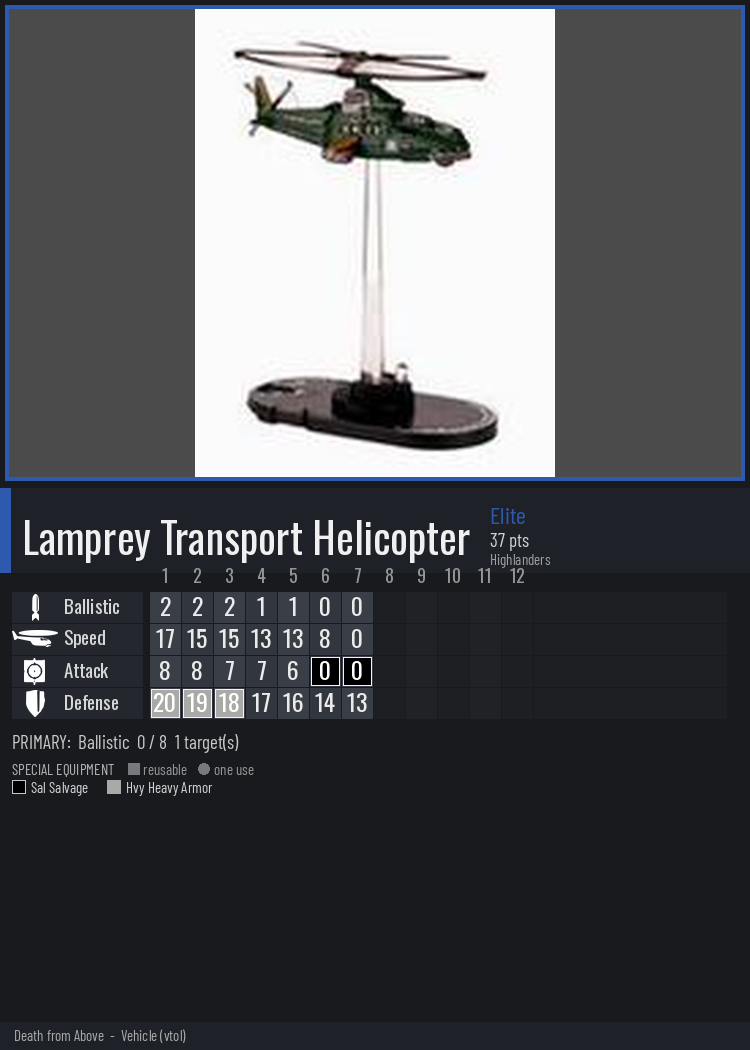 Lamprey Transport Helicopter
Elite
37 pts
Highlanders
1 2 3 4 5 6 7 8 9 10 11 12
Ballistic 2 2 2 1 1 0 0
Speed 17 15 15 13 13 8 0
Attack 8 8 7 7 6 0 0
Defense 20 19 18 17 16 14 13
PRIMARY: Ballistic 0 / 8 1 target(s)
SPECIAL EQUIPMENT reusable one use
Sal Salvage Hvy Heavy Armor
Death from Above - Vehicle (vtol)